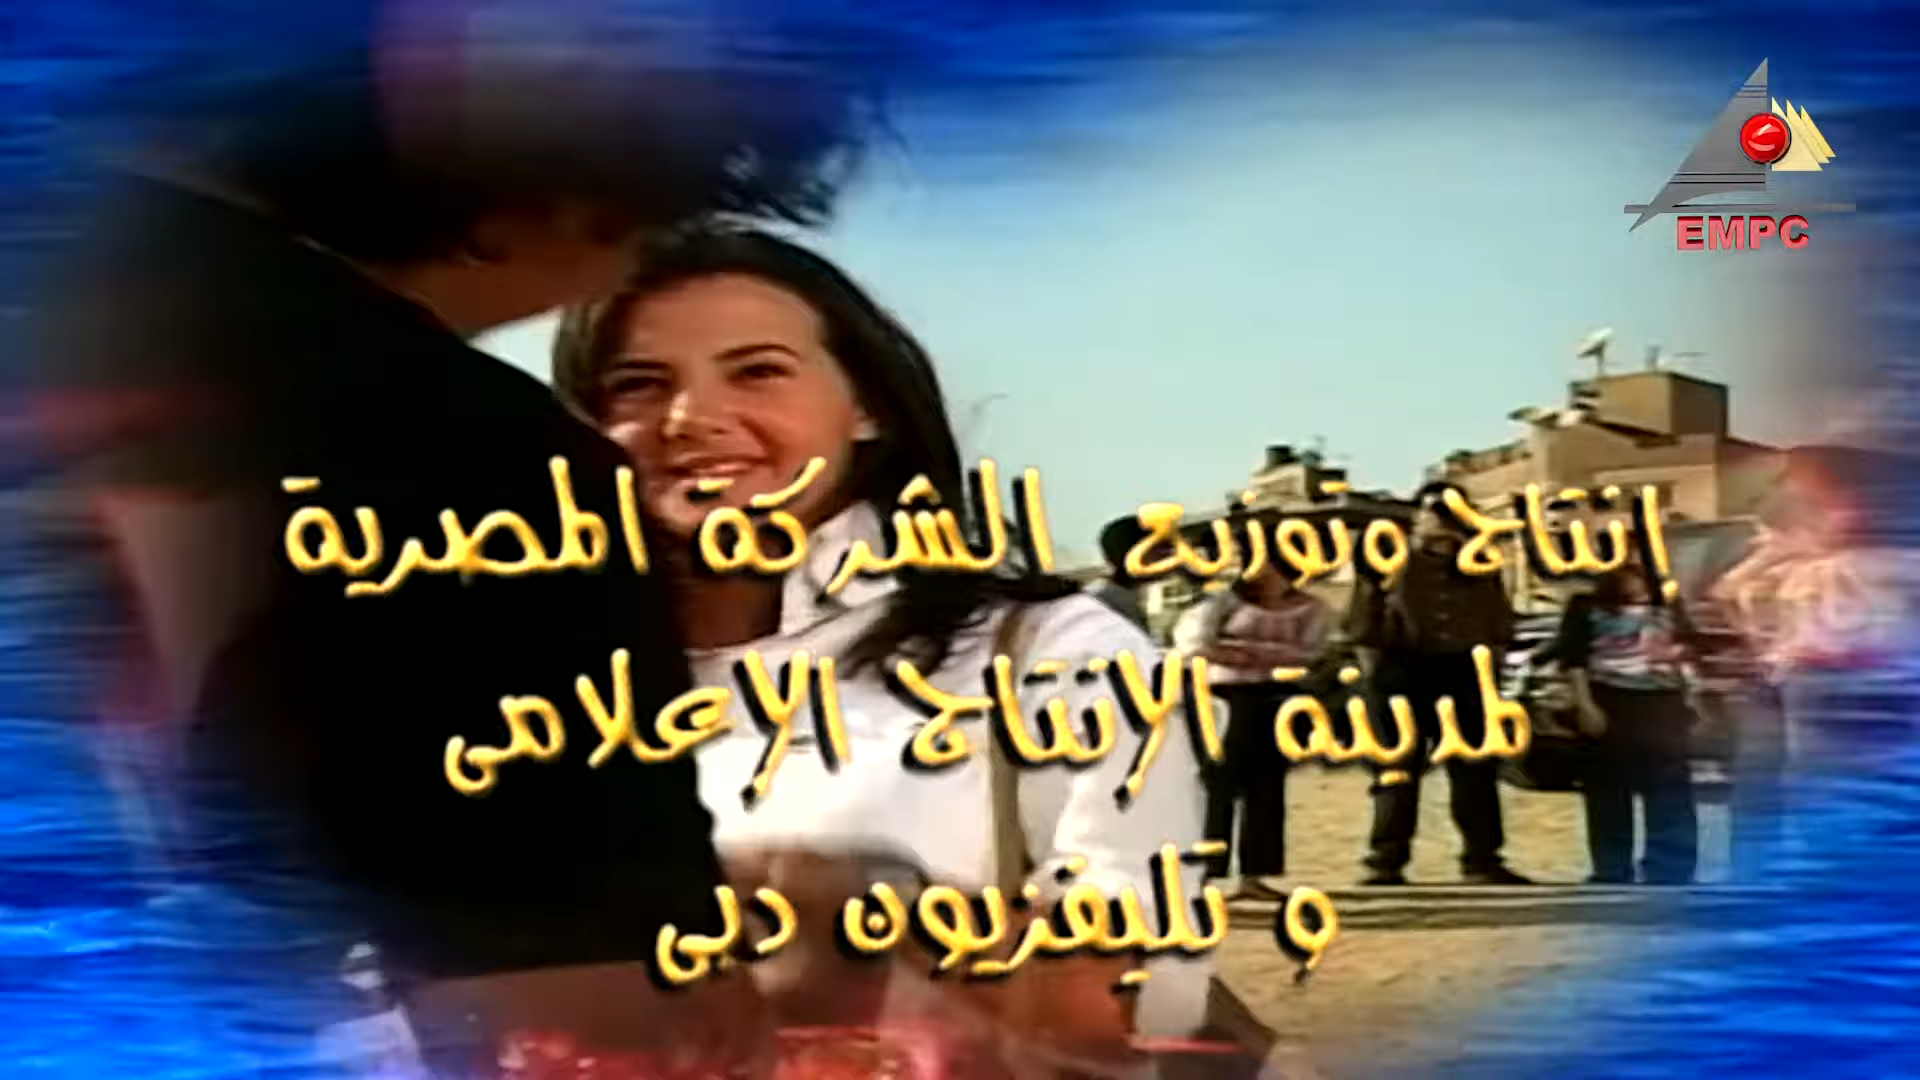 EMPC
إنتاج وتوزيع الشركة المصرية
لمدينة الإنتاج الإعلامى
و تليفزيون دبى